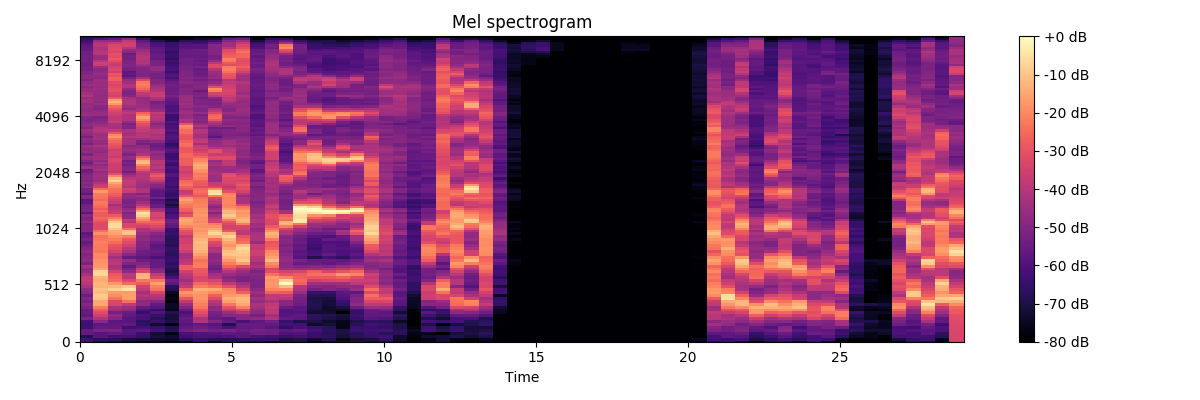 Mel spectrogram
8192
4096
2048
1024
512
0
Hz
0 5 10 15 20 25
Time
+0 dB
-10 dB
-20 dB
-30 dB
-40 dB
-50 dB
-60 dB
-70 dB
-80 dB